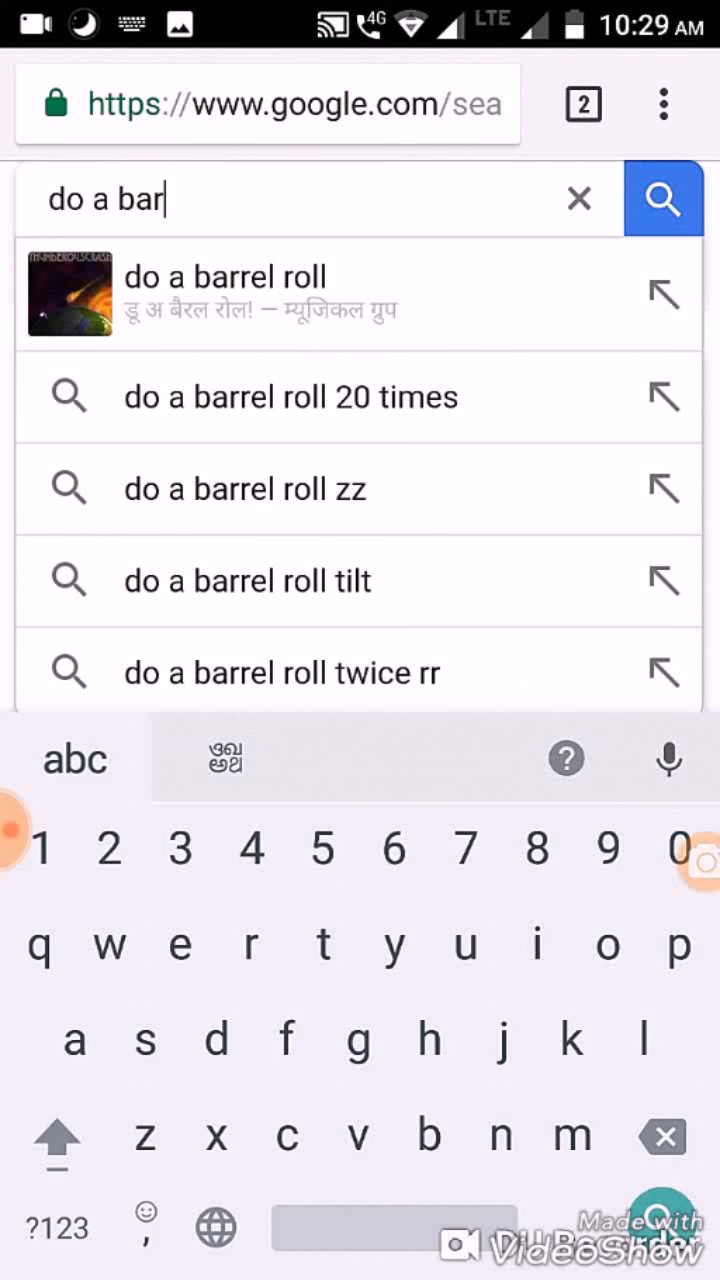 4G LTE 10:29 AM
https://www.google.com/sea 2
do a bar
do a barrel roll
डू अ बैरल रोल! — म्यूजिकल ग्रुप
do a barrel roll 20 times
do a barrel roll zz
do a barrel roll tilt
do a barrel roll twice rr
abc
1 2 3 4 5 6 7 8 9 0
q w e r t y u i o p
a s d f g h j k l
z x c v b n m
?123 ,
Made with
VideoShow